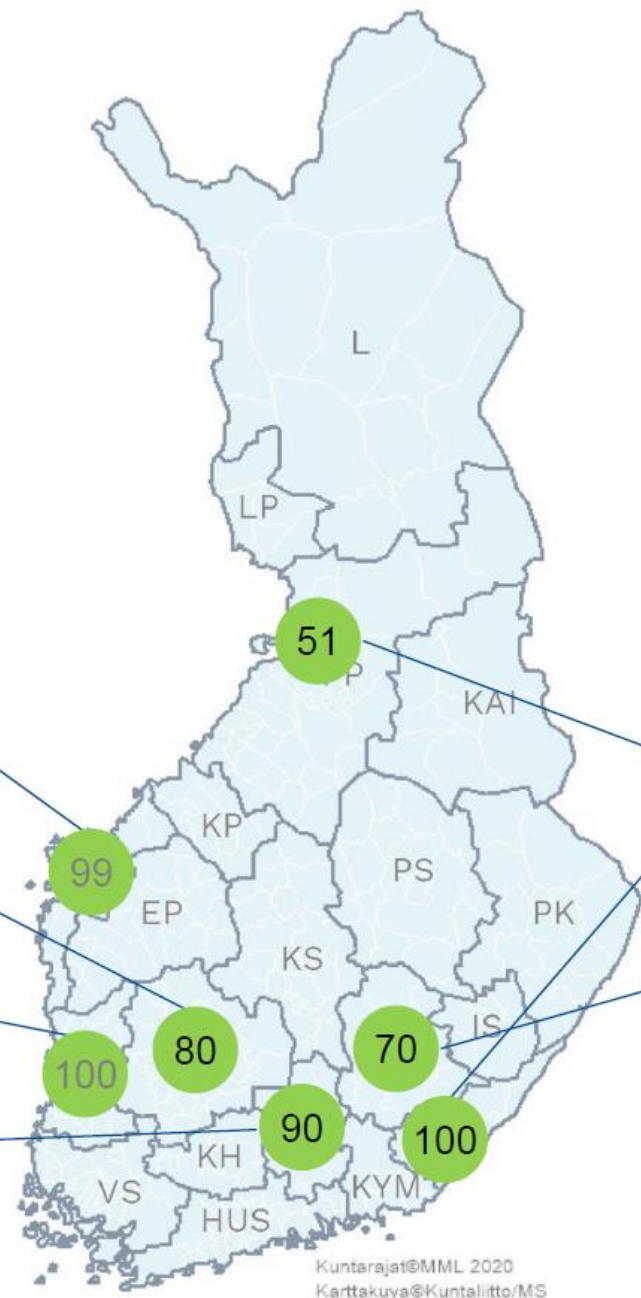 L
LP
51
P
KAI
KP
99
PS
EP
PK
KS
IS
80
70
100
90
100
KH
VS
KYM
HUS
Kuntarajat©MML 2020
Karttakuva©Kuntaliitto/MS